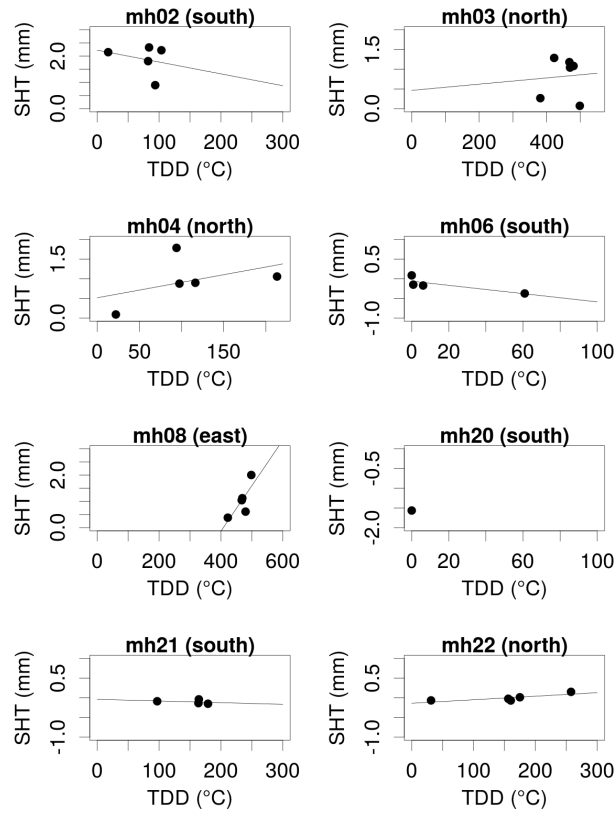 mh02 (south)
SHT (mm)
0.0 2.0
0 50 100 200 300
TDD (°C)
mh03 (north)
SHT (mm)
0.0 1.5
0 200 400
TDD (°C)
mh04 (north)
SHT (mm)
0.0 1.5
0 50 150
TDD (°C)
mh06 (south)
SHT (mm)
-1.0 0.5
0 20 60 100
TDD (°C)
mh08 (east)
SHT (mm)
0.0 2.0
0 200 400 600
TDD (°C)
mh20 (south)
SHT (mm)
-2.0 -0.5
0 20 60 100
TDD (°C)
mh21 (south)
SHT (mm)
-1.0 0.5
0 100 200 300
TDD (°C)
mh22 (north)
SHT (mm)
-1.0 0.5
0 100 200 300
TDD (°C)